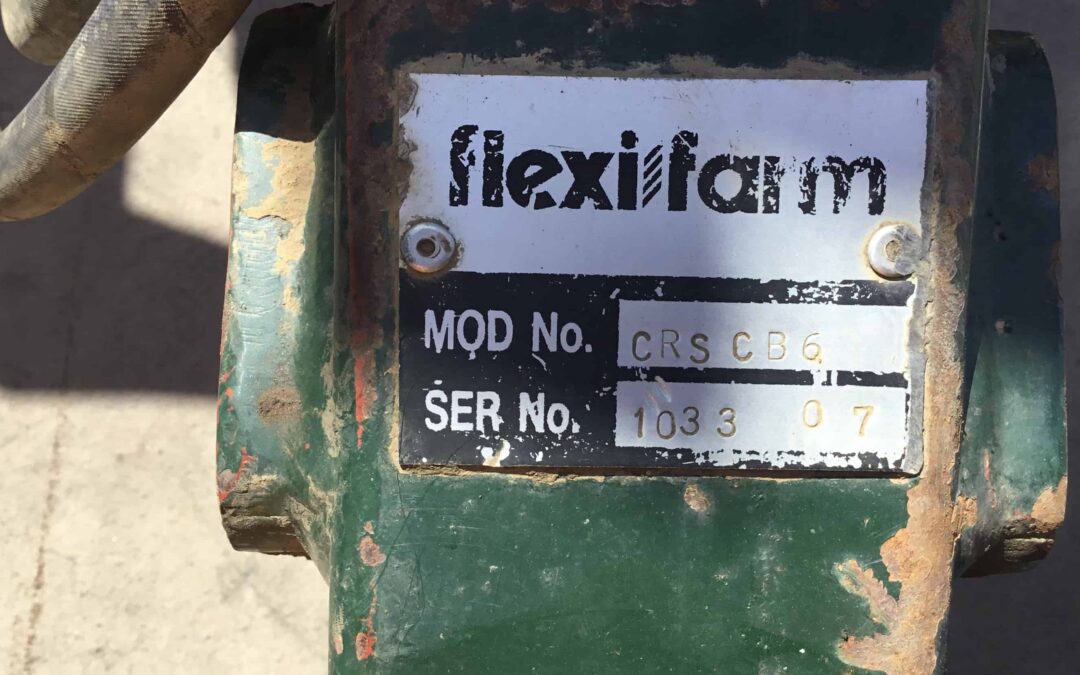 flexifarm
MOD No. CRS CB6
SER No. 1033 07